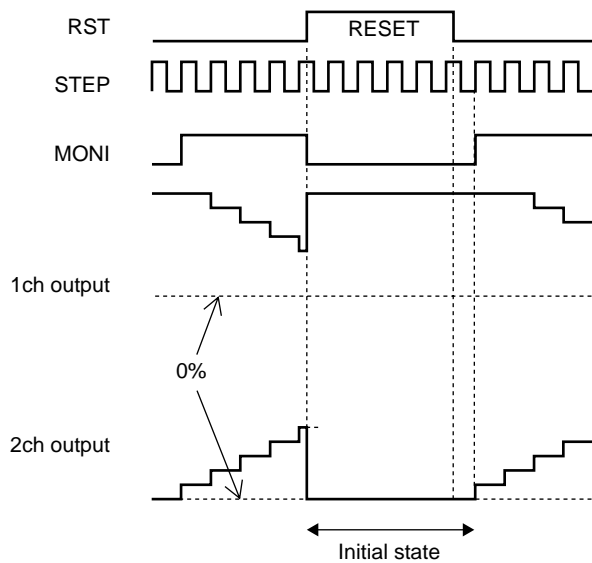 RST
RESET
STEP
MONI
1ch output
0%
2ch output
Initial state